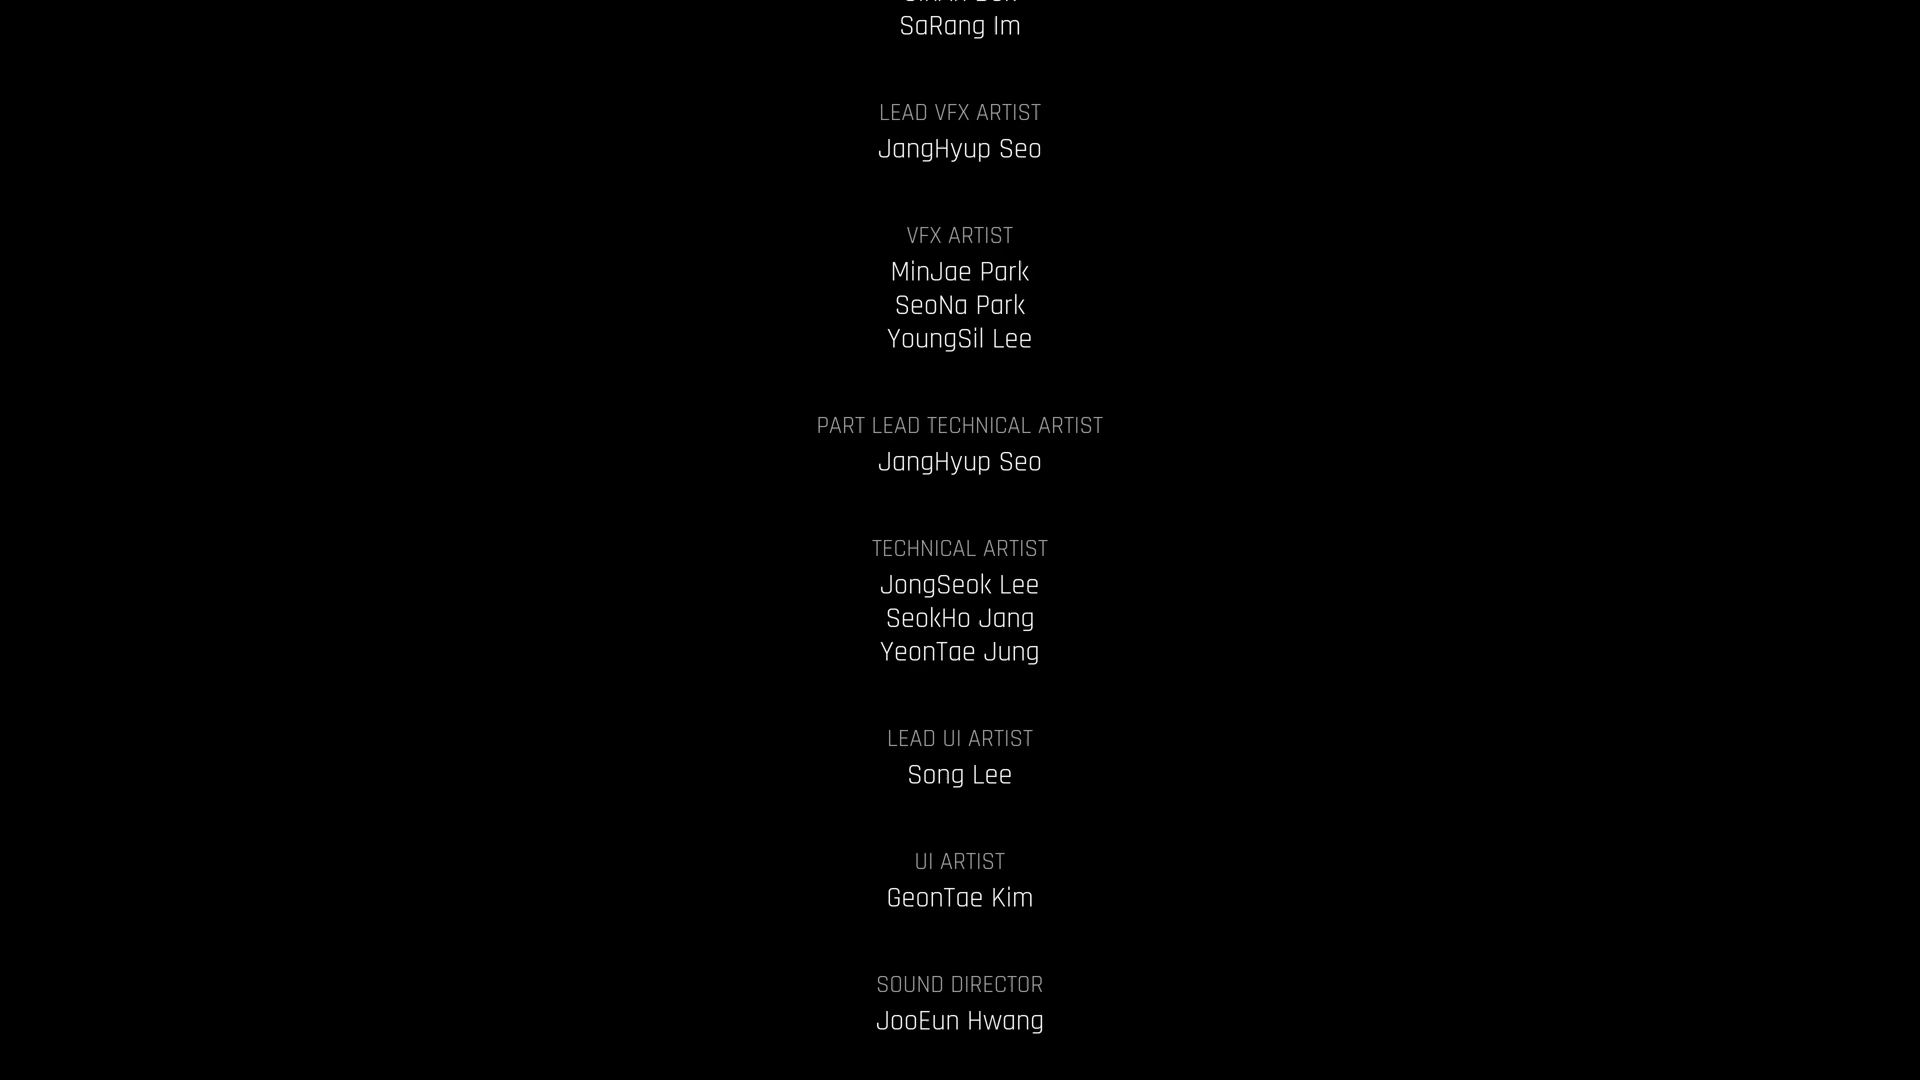 SaRang Im
LEAD VFX ARTIST
JangHyup Seo
VFX ARTIST
MinJae Park
SeoNa Park
YoungSil Lee
PART LEAD TECHNICAL ARTIST
JangHyup Seo
TECHNICAL ARTIST
JongSeok Lee
SeokHo Jang
YeonTae Jung
LEAD UI ARTIST
Song Lee
UI ARTIST
GeonTae Kim
SOUND DIRECTOR
JooEun Hwang